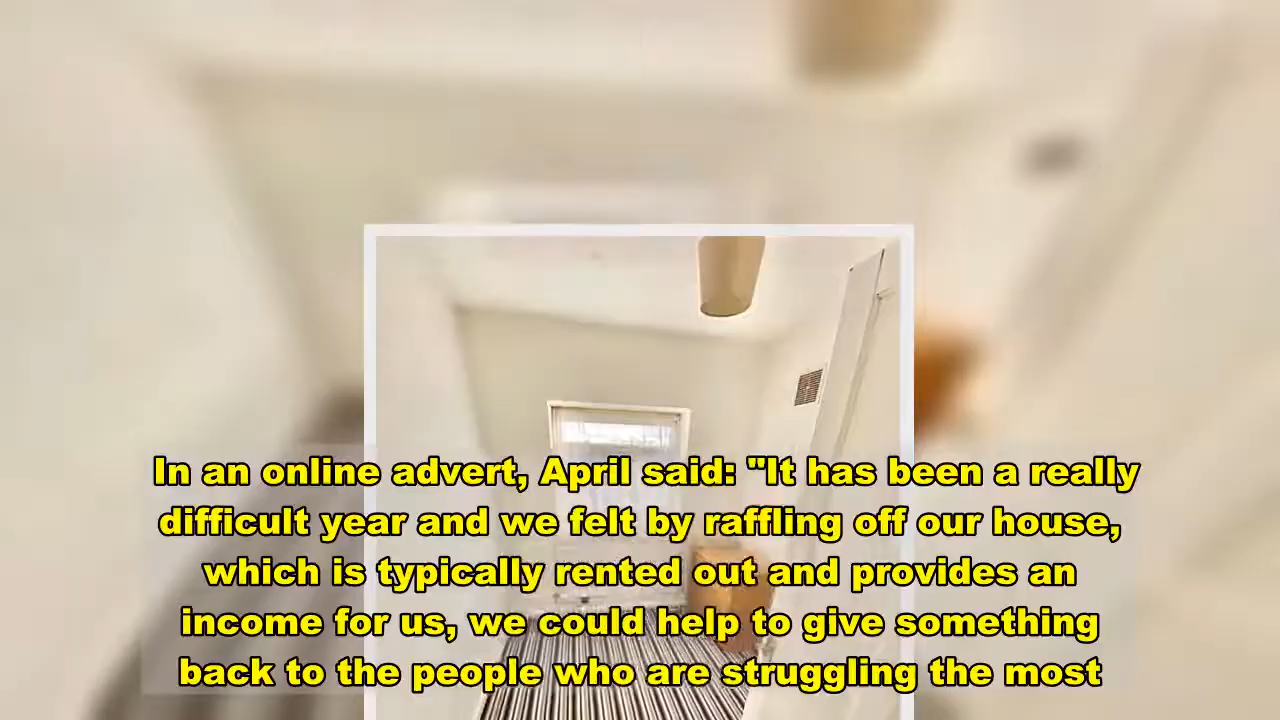 In an online advert, April said: "It has been a really
difficult year and we felt by raffling off our house,
which is typically rented out and provides an
income for us, we could help to give something
back to the people who are struggling the most